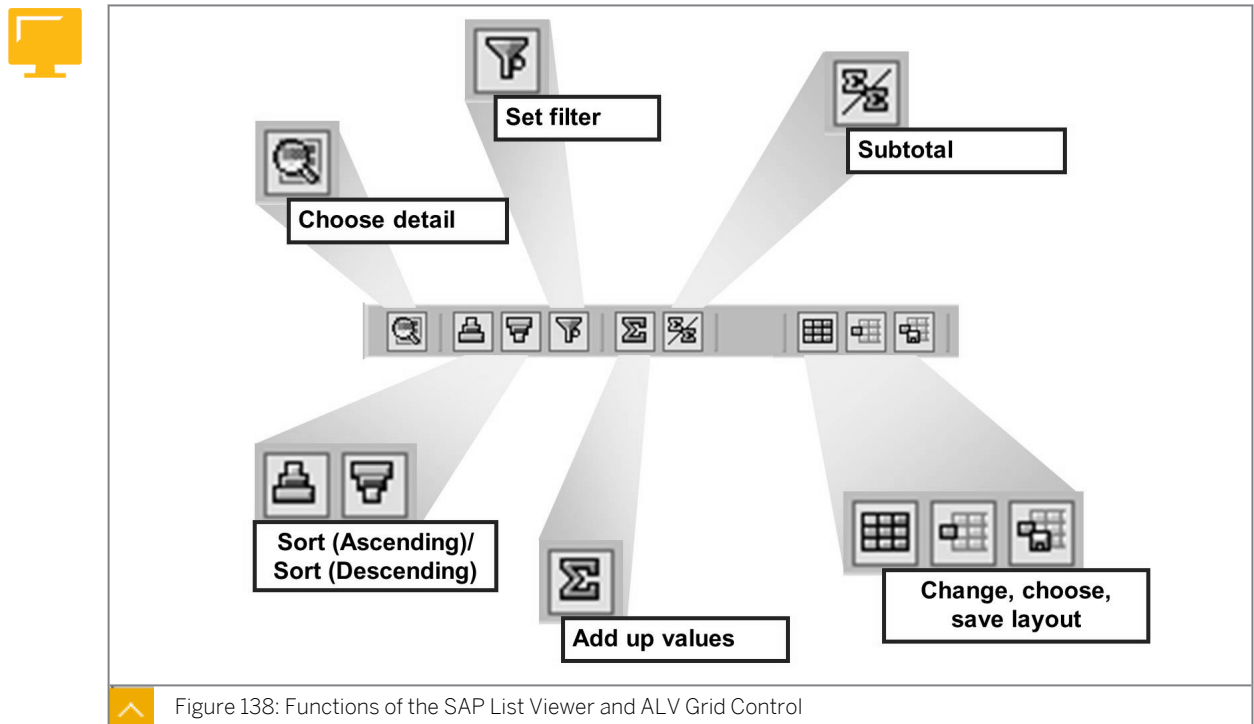 Set filter
Subtotal
Choose detail
Sort (Ascending)/
Sort (Descending)
Add up values
Change, choose,
save layout
Figure 138: Functions of the SAP List Viewer and ALV Grid Control